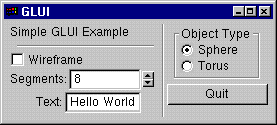 GLUI
Simple GLUI Example
Wireframe
Segments: 8
Text: Hello World
Object Type
Sphere
Torus
Quit